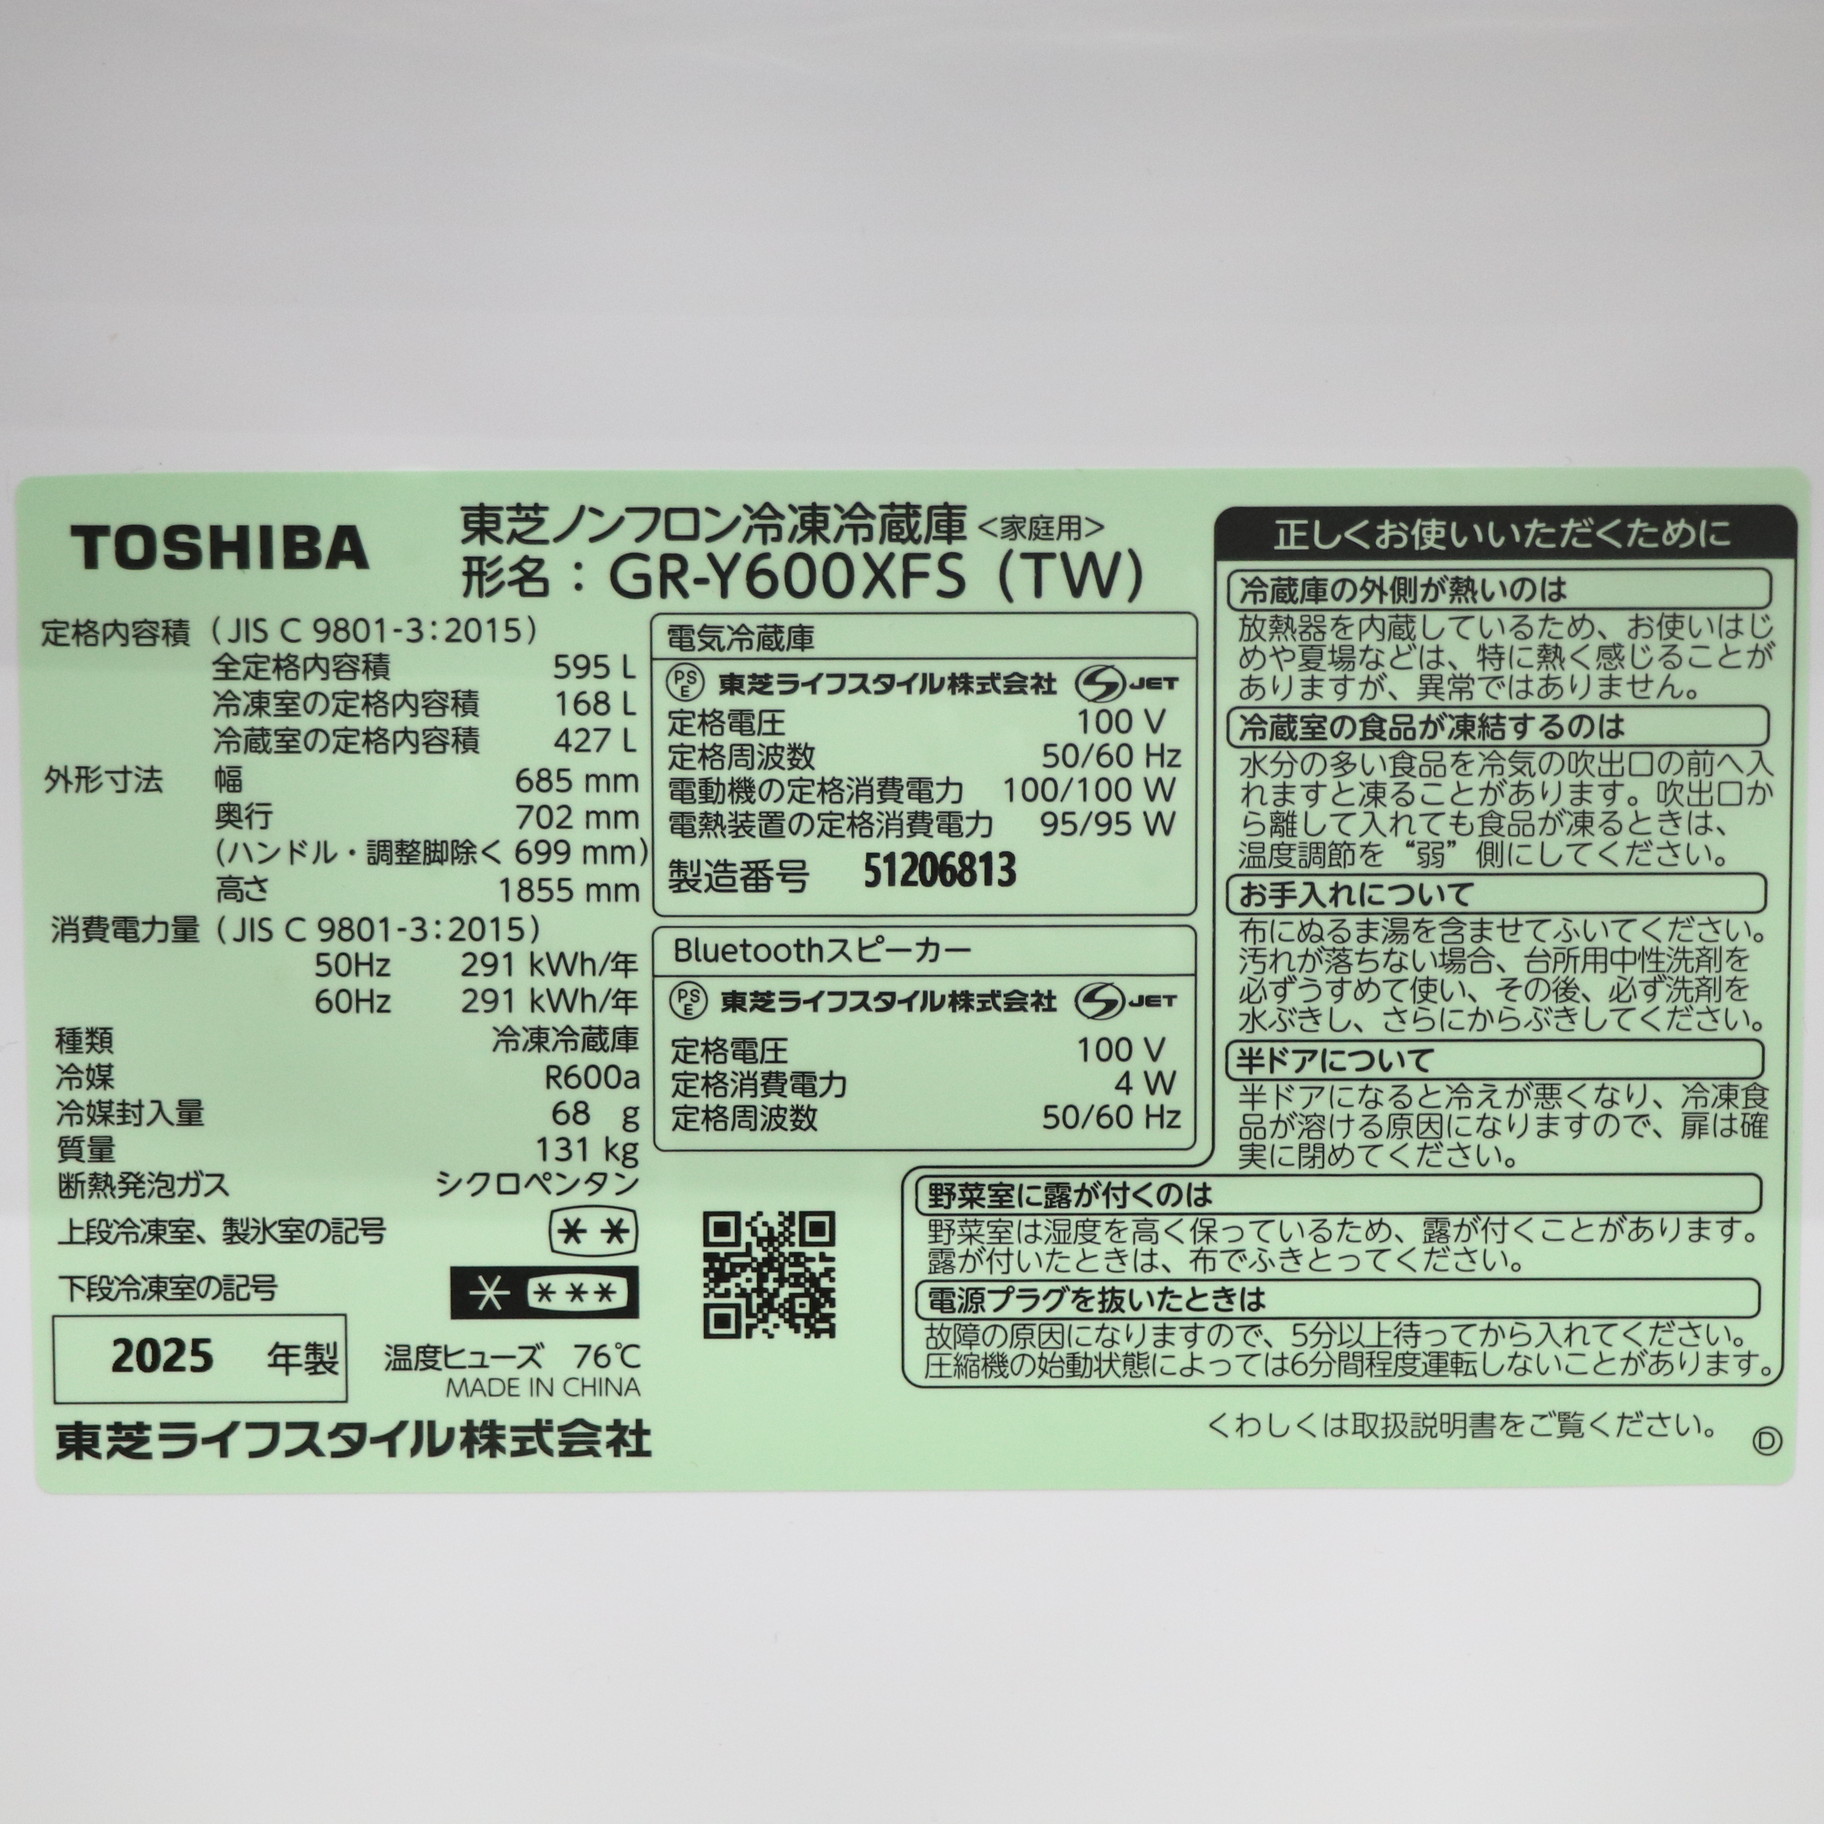 TOSHIBA
東芝ノンフロン冷凍冷蔵庫<家庭用>
形名:GR-Y600XFS (TW)
定格内容積 (JIS C 9801-3:2015)
全定格内容積 595 L
冷凍室の定格内容積 168 L
冷蔵室の定格内容積 427 L
外形寸法 幅 685 mm
奥行 702 mm
(ハンドル・調整脚除く 699 mm)
高さ 1855 mm
消費電力量 (JIS C 9801-3:2015)
50Hz 291 kWh/年
60Hz 291 kWh/年
種類 冷凍冷蔵庫
冷媒 R600a
冷媒封入量 68 g
質量 131 kg
断熱発泡ガス シクロペンタン
上段冷凍室、製氷室の記号 **
下段冷凍室の記号 * ***
2025 年製
温度ヒューズ 76℃
MADE IN CHINA
東芝ライフスタイル株式会社
電気冷蔵庫
PSE 東芝ライフスタイル株式会社 JET
定格電圧 100 V
定格周波数 50/60 Hz
電動機の定格消費電力 100/100 W
電熱装置の定格消費電力 95/95 W
製造番号 51206813
Bluetoothスピーカー
PSE 東芝ライフスタイル株式会社 JET
定格電圧 100 V
定格消費電力 4 W
定格周波数 50/60 Hz
正しくお使いいただくために
冷蔵庫の外側が熱いのは
放熱器を内蔵しているため、お使いはじ
めや夏場などは、特に熱く感じることが
ありますが、異常ではありません。
冷蔵室の食品が凍結するのは
水分の多い食品を冷気の吹出口の前へ入
れますと凍ることがあります。吹出口か
ら離して入れても食品が凍るときは、
温度調節を“弱”側にしてください。
お手入れについて
布にぬるま湯を含ませてふいてください。
汚れが落ちない場合、台所用中性洗剤を
必ずうすめて使い、その後、必ず洗剤を
水ぶきし、さらにからぶきしてください。
半ドアについて
半ドアになると冷えが悪くなり、冷凍食
品が溶ける原因になりますので、扉は確
実に閉めてください。
野菜室に露が付くのは
野菜室は湿度を高く保っているため、露が付くことがあります。
露が付いたときは、布でふきとってください。
電源プラグを抜いたときは
故障の原因になりますので、5分以上待ってから入れてください。
圧縮機の始動状態によっては6分間程度運転しないことがあります。
くわしくは取扱説明書をご覧ください。
Ⓓ